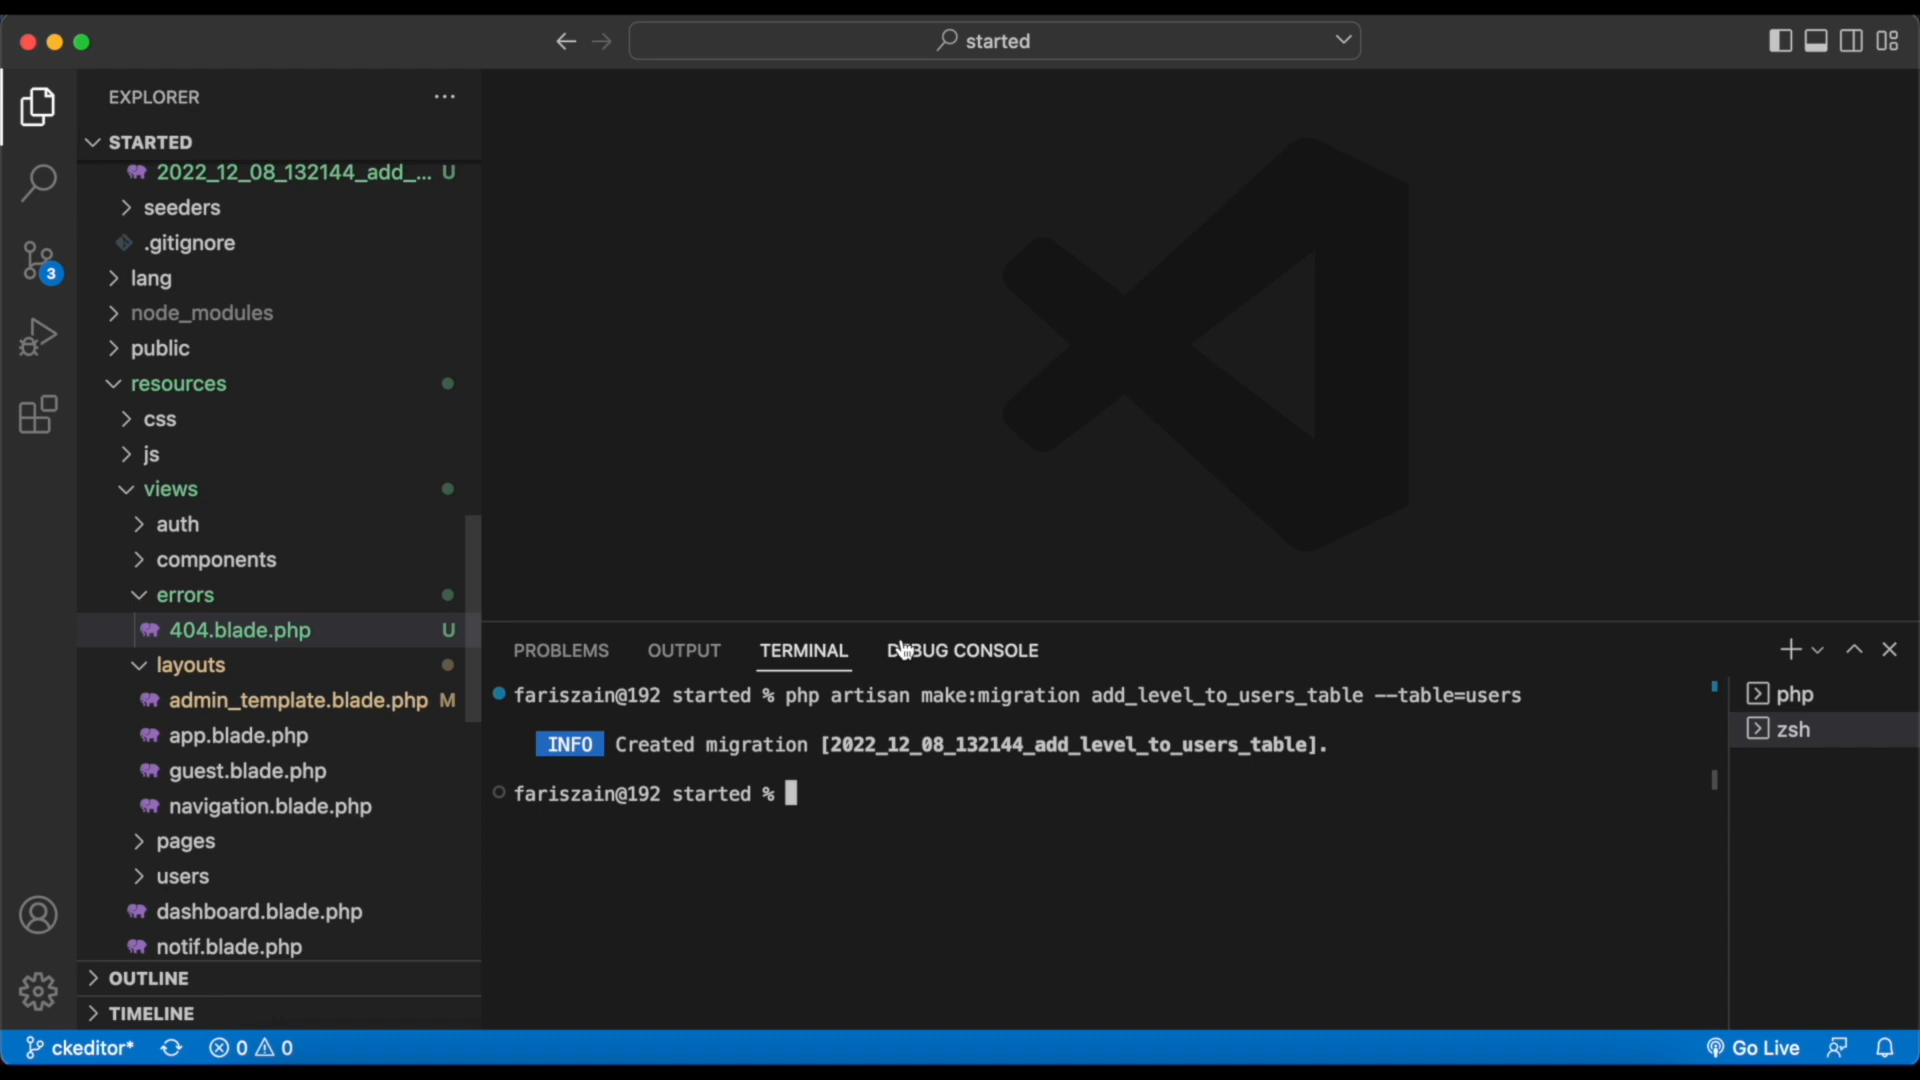 started
EXPLORER
STARTED
2022_12_08_132144_add_... U
seeders
.gitignore
lang
node_modules
public
resources
css
js
views
auth
components
errors
404.blade.php U
layouts
admin_template.blade.php M
app.blade.php
guest.blade.php
navigation.blade.php
pages
users
dashboard.blade.php
notif.blade.php
OUTLINE
TIMELINE
3
PROBLEMS OUTPUT TERMINAL DEBUG CONSOLE
fariszain@192 started % php artisan make:migration add_level_to_users_table --table=users
INFO Created migration [2022_12_08_132144_add_level_to_users_table].
fariszain@192 started %
php
zsh
ckeditor* 0 0 Go Live